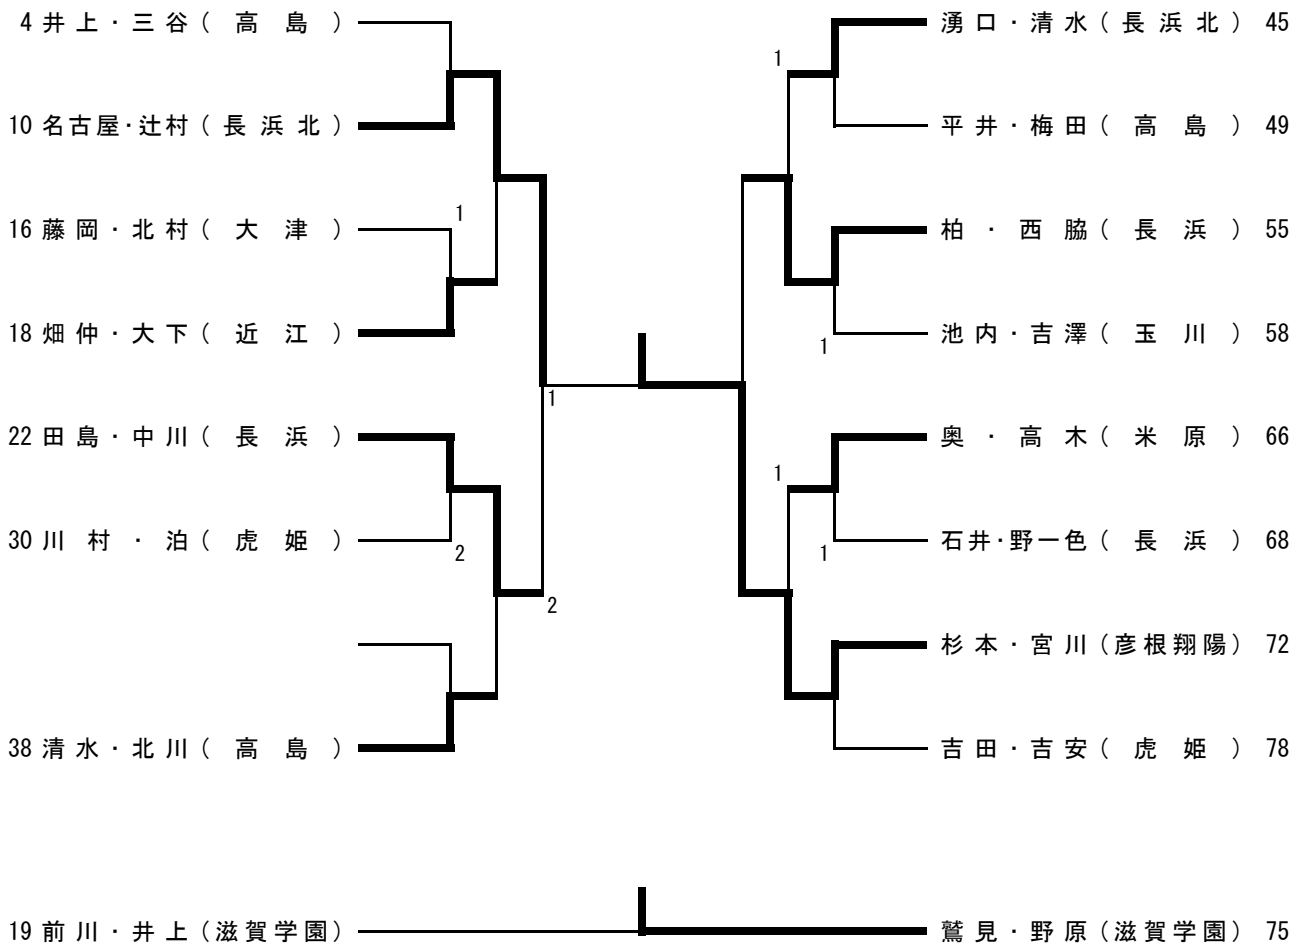 4 井上・三谷(高島)
湧口・清水(長浜北) 45
1
10 名古屋・辻村(長浜北)
平井・梅田(高島) 49
1
16 藤岡・北村(大津)
柏・西脇(長浜) 55
18 畑仲・大下(近江)
池内・吉澤(玉川) 58
1
1
22 田島・中川(長浜)
奥・高木(米原) 66
1
30 川村・泊(虎姫)
石井・野一色(長浜) 68
2
1
2
杉本・宮川(彦根翔陽) 72
38 清水・北川(高島)
吉田・吉安(虎姫) 78
19 前川・井上(滋賀学園)
鷲見・野原(滋賀学園) 75